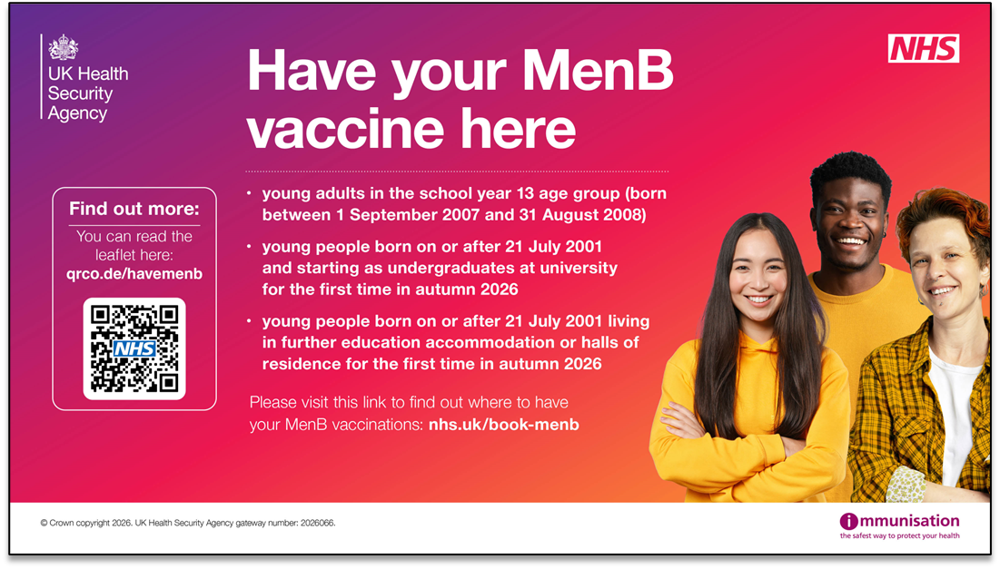 UK Health
Security
Agency
NHS
Have your MenB
vaccine here
• young adults in the school year 13 age group (born
between 1 September 2007 and 31 August 2008)
• young people born on or after 21 July 2001
and starting as undergraduates at university
for the first time in autumn 2026
• young people born on or after 21 July 2001 living
in further education accommodation or halls of
residence for the first time in autumn 2026
Please visit this link to find out where to have
your MenB vaccinations: nhs.uk/book-menb
Find out more:
You can read the
leaflet here:
qrco.de/havemenb
NHS
© Crown copyright 2026. UK Health Security Agency gateway number: 2026066.
immunisation
the safest way to protect your health